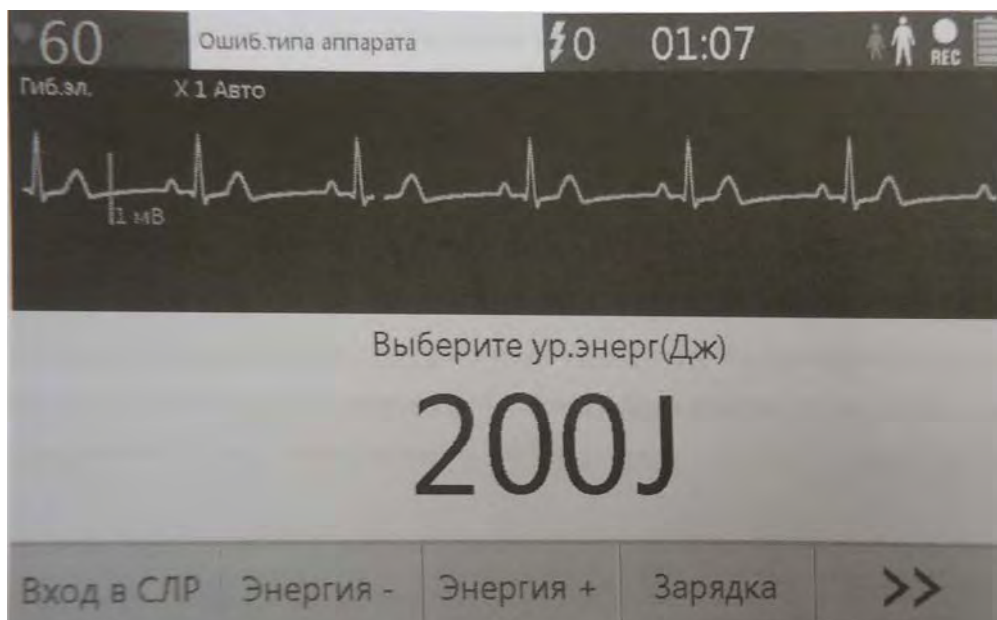 60 Ошиб.типа аппарата 0 01:07 REC
Гиб.эл. X 1 Авто
1 мВ
Выберите ур.энерг(Дж)
200J
Вход в СЛР Энергия - Энергия + Зарядка >>